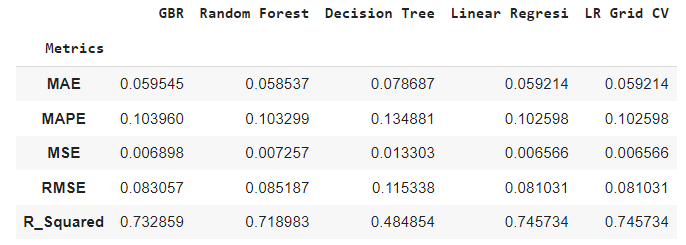 GBR Random Forest Decision Tree Linear Regresi LR Grid CV
Metrics
MAE 0.059545 0.058537 0.078687 0.059214 0.059214
MAPE 0.103960 0.103299 0.134881 0.102598 0.102598
MSE 0.006898 0.007257 0.013303 0.006566 0.006566
RMSE 0.083057 0.085187 0.115338 0.081031 0.081031
R_Squared 0.732859 0.718983 0.484854 0.745734 0.745734